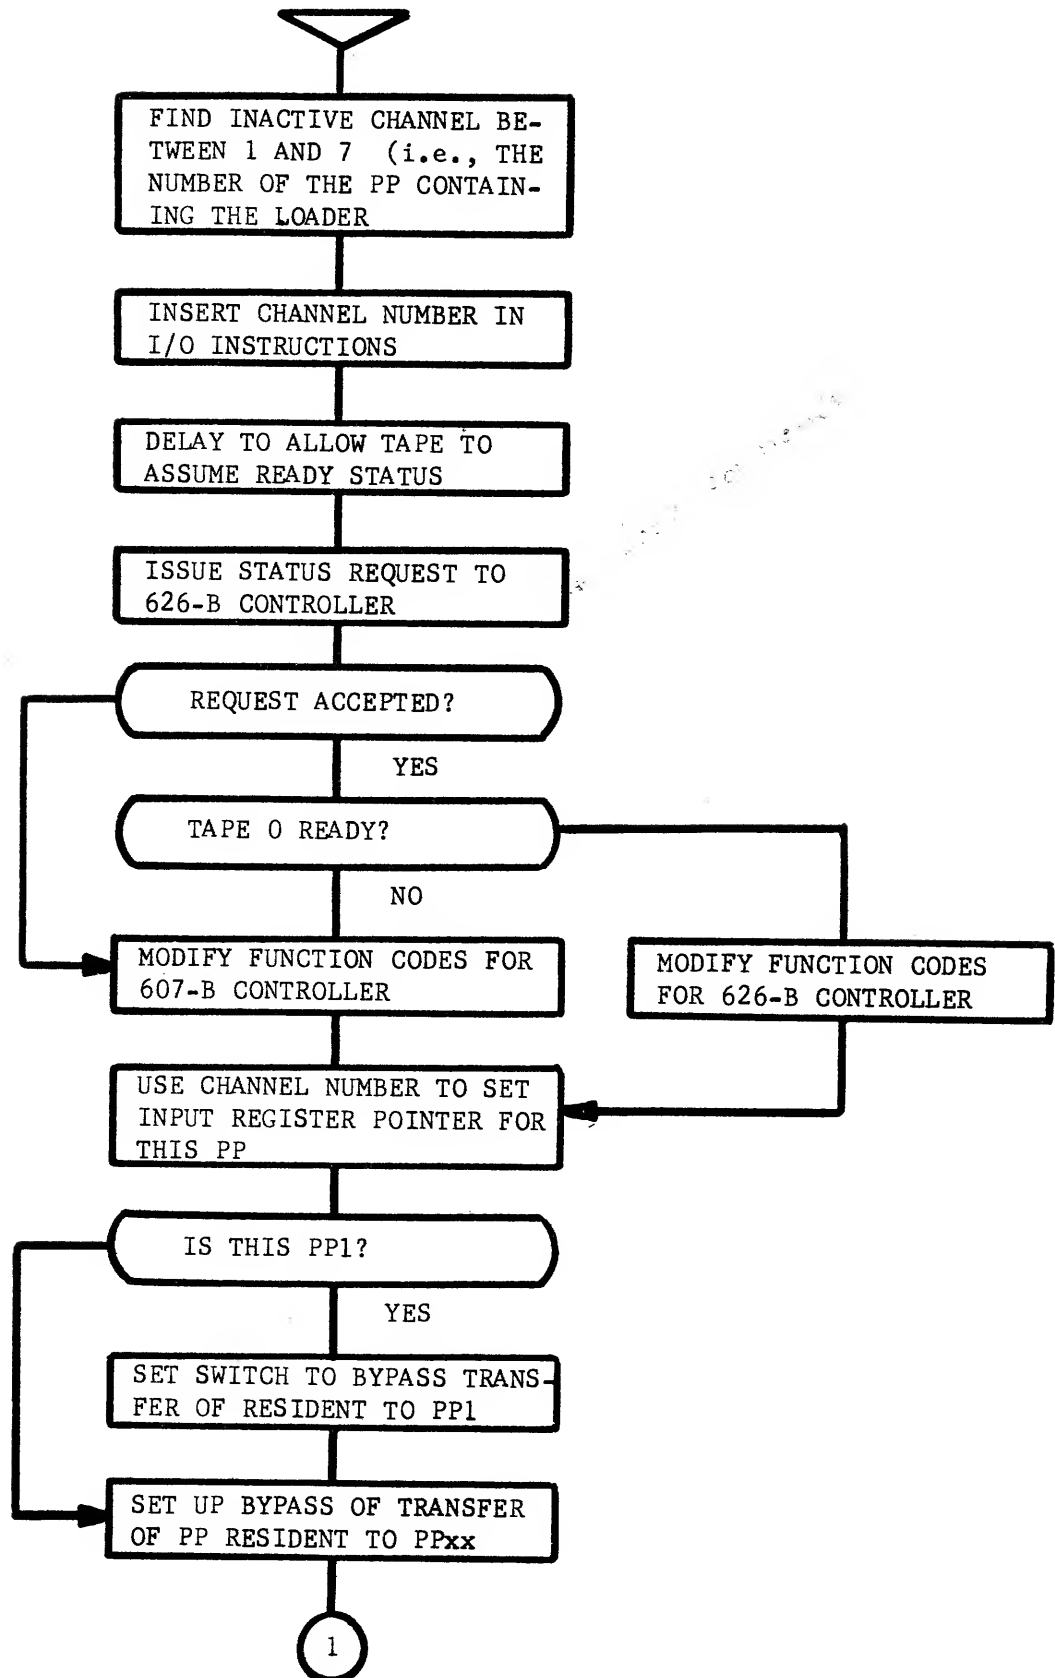 FIND INACTIVE CHANNEL BE-
TWEEN 1 AND 7 (i.e., THE
NUMBER OF THE PP CONTAIN-
ING THE LOADER
INSERT CHANNEL NUMBER IN
I/O INSTRUCTIONS
DELAY TO ALLOW TAPE TO
ASSUME READY STATUS
ISSUE STATUS REQUEST TO
626-B CONTROLLER
REQUEST ACCEPTED?
YES
TAPE 0 READY?
NO
MODIFY FUNCTION CODES FOR
607-B CONTROLLER
MODIFY FUNCTION CODES
FOR 626-B CONTROLLER
USE CHANNEL NUMBER TO SET
INPUT REGISTER POINTER FOR
THIS PP
IS THIS PP1?
YES
SET SWITCH TO BYPASS TRANS-
FER OF RESIDENT TO PP1
SET UP BYPASS OF TRANSFER
OF PP RESIDENT TO PPxx
1